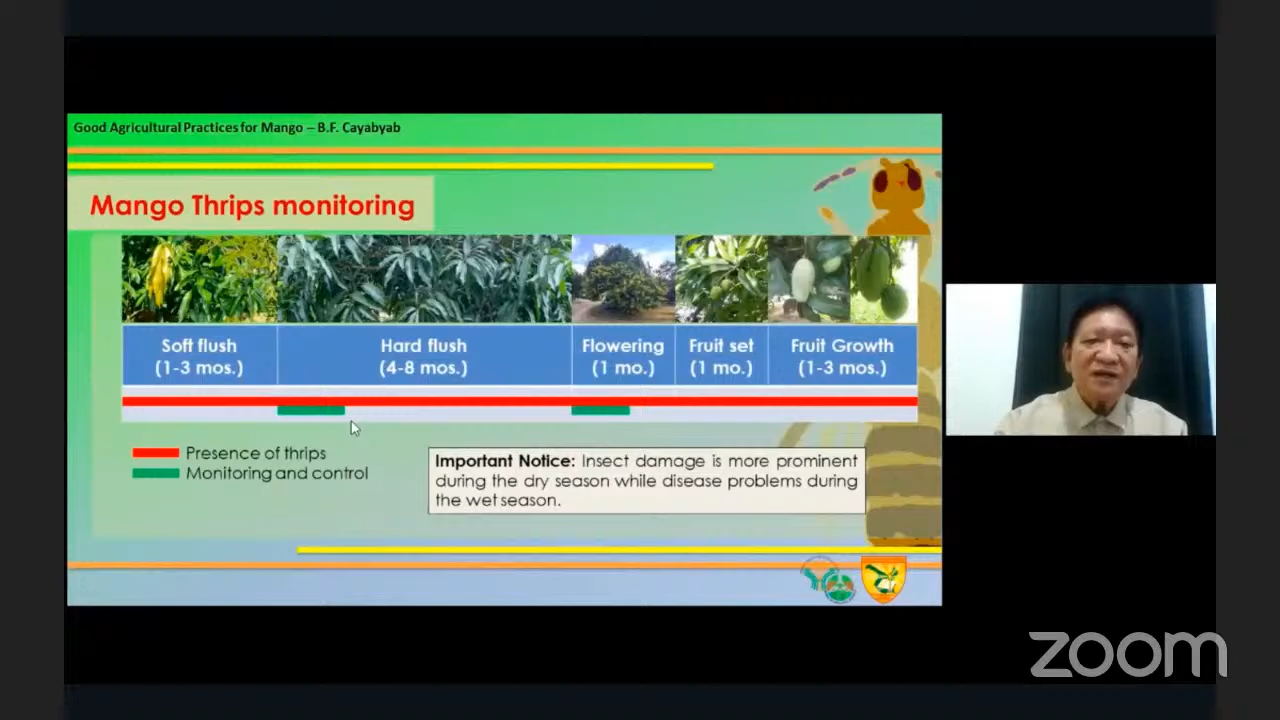 Good Agricultural Practices for Mango – B.F. Cayabyab
Mango Thrips monitoring
Soft flush
(1-3 mos.)
Hard flush
(4-8 mos.)
Flowering
(1 mo.)
Fruit set
(1 mo.)
Fruit Growth
(1-3 mos.)
Presence of thrips
Monitoring and control
Important Notice: Insect damage is more prominent
during the dry season while disease problems during
the wet season.
zoom